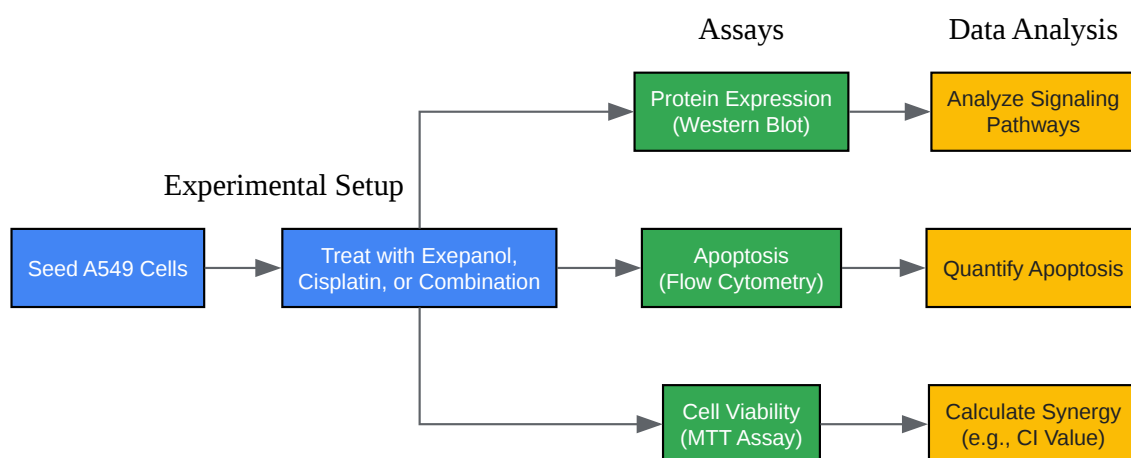 Assays
Data Analysis
Protein Expression
(Western Blot)
Analyze Signaling
Pathways
Experimental Setup
Seed A549 Cells
Treat with Exepanol,
Cisplatin, or Combination
Apoptosis
(Flow Cytometry)
Quantify Apoptosis
Cell Viability
(MTT Assay)
Calculate Synergy
(e.g., CI Value)